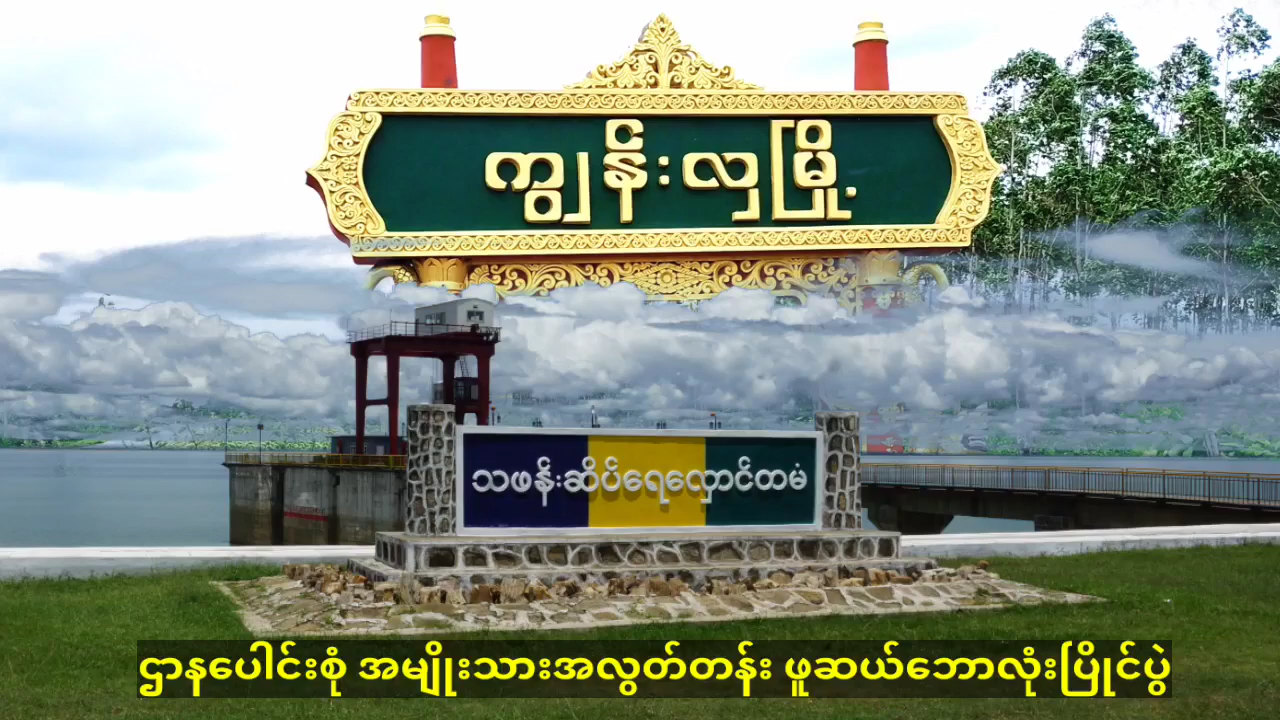 ကျွန်းလှမြို့
သဖန်းဆိပ်ရေလှောင်တမံ
ဌာနပေါင်းစုံ အမျိုးသားအလွတ်တန်း ဖူဆယ်ဘောလုံးပြိုင်ပွဲ